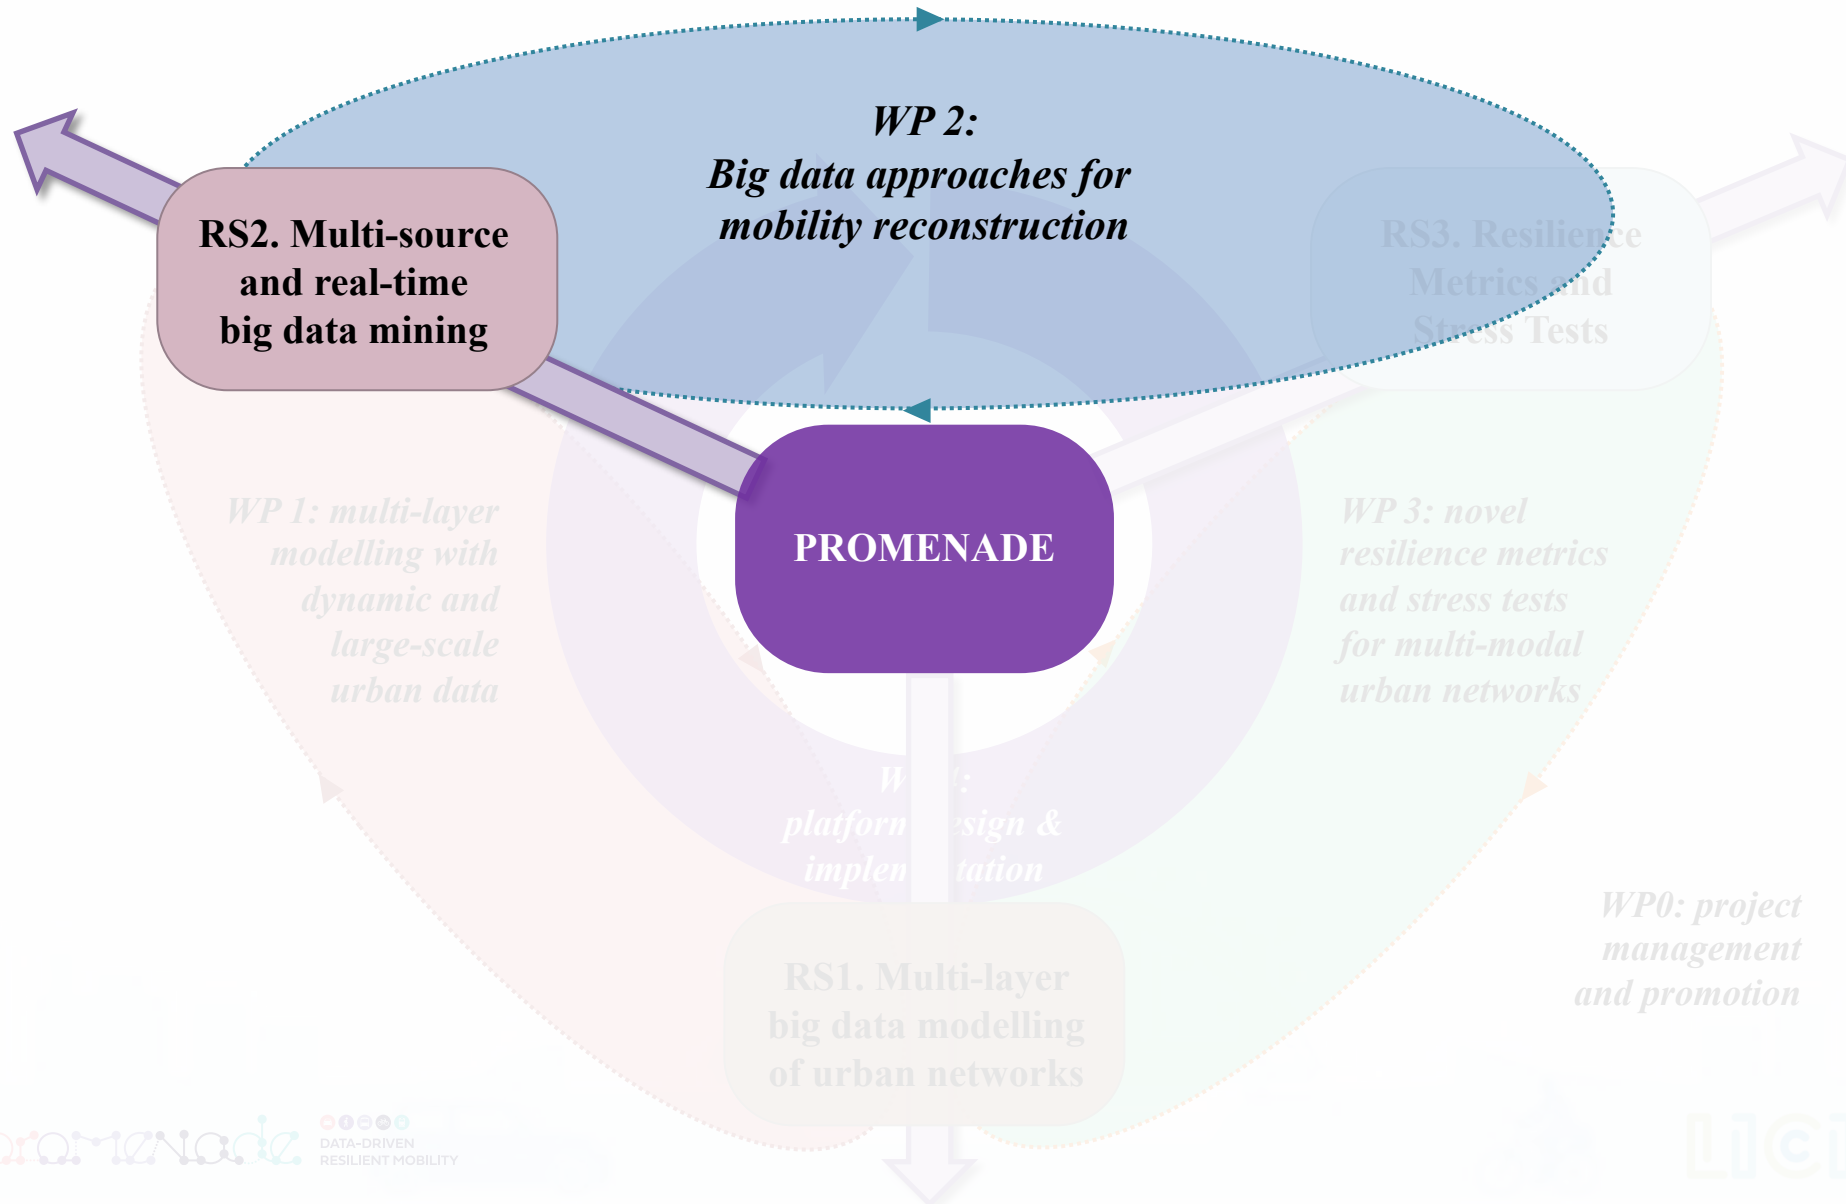 WP 2:
Big data approaches for
mobility reconstruction
RS2. Multi-source
and real-time
big data mining
RS3. Resilience
Metrics and
Stress Tests
PROMENADE
WP 1: multi-layer
modelling with
dynamic and
large-scale
urban data
WP 3: novel
resilience metrics
and stress tests
for multi-modal
urban networks
platform design &
implementation
WP0: project
management
and promotion
RS1. Multi-layer
big data modelling
of urban networks
promenade
DATA-DRIVEN
RESILIENT MOBILITY